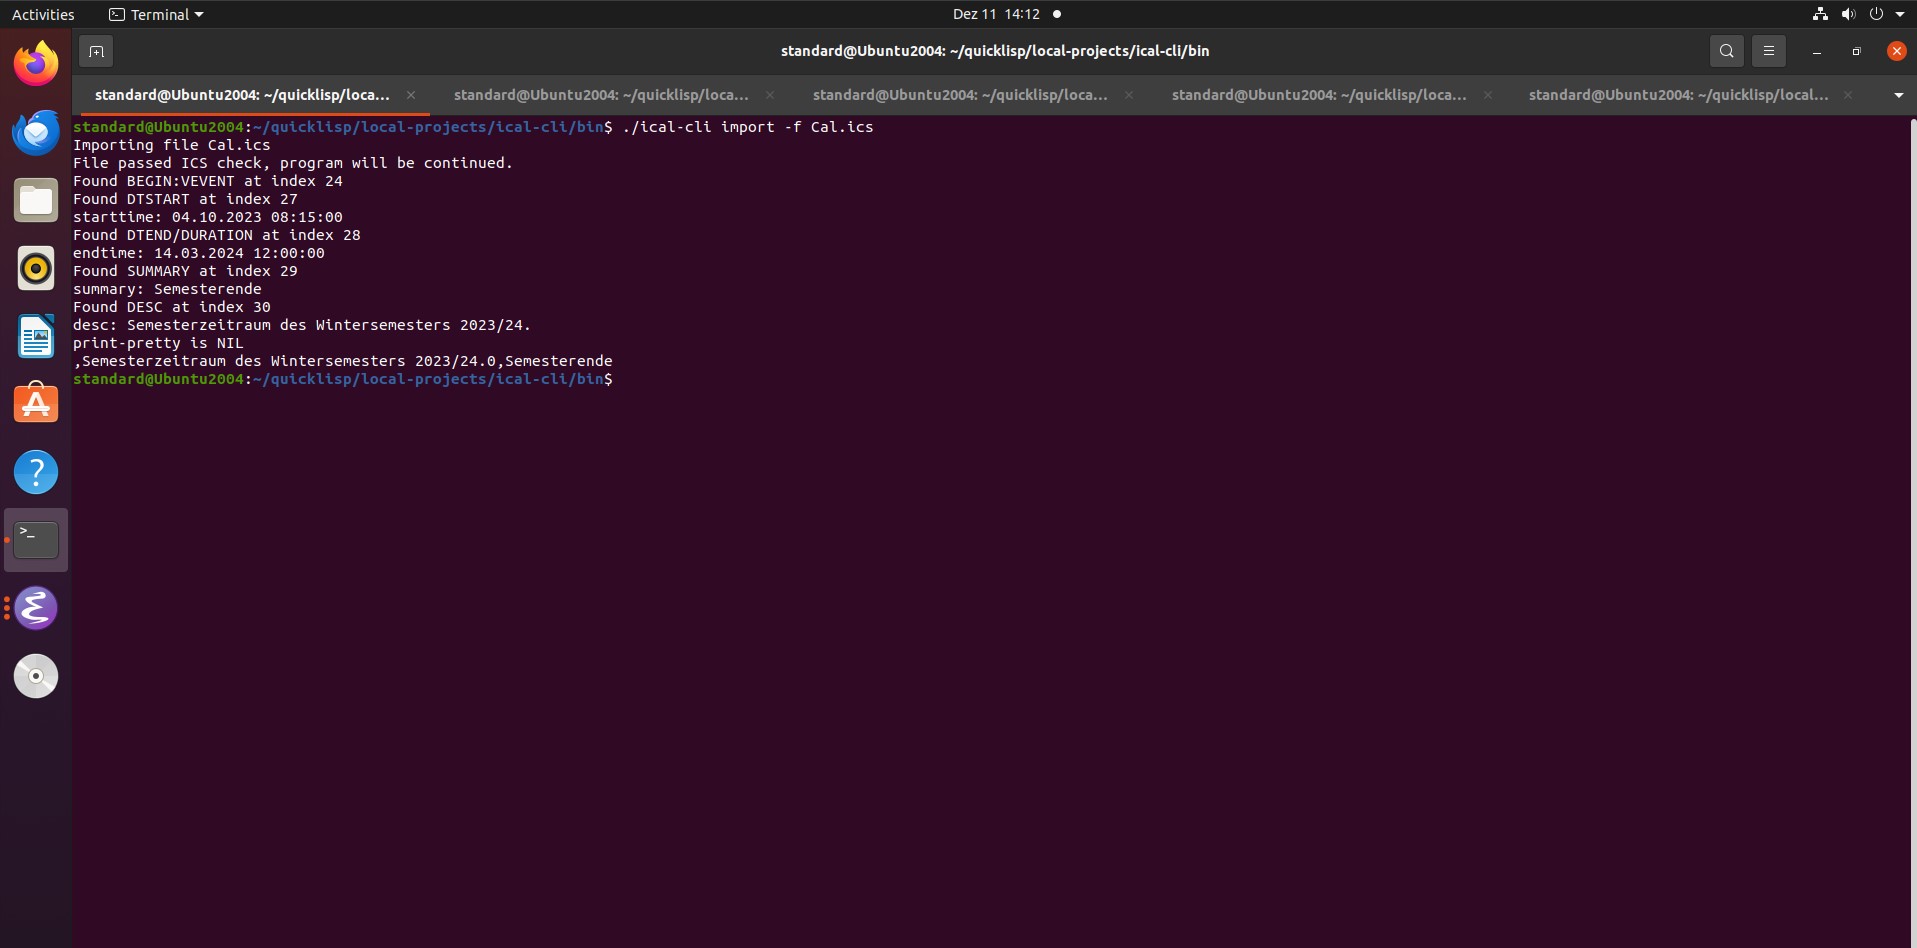 Activities
Terminal
Dez 11 14:12
standard@Ubuntu2004: ~/quicklisp/local-projects/ical-cli/bin
standard@Ubuntu2004: ~/quicklisp/loca...
standard@Ubuntu2004: ~/quicklisp/loca...
standard@Ubuntu2004: ~/quicklisp/loca...
standard@Ubuntu2004: ~/quicklisp/loca...
standard@Ubuntu2004: ~/quicklisp/local...
standard@Ubuntu2004:~/quicklisp/local-projects/ical-cli/bin$ ./ical-cli import -f Cal.ics
Importing file Cal.ics
File passed ICS check, program will be continued.
Found BEGIN:VEVENT at index 24
Found DTSTART at index 27
starttime: 04.10.2023 08:15:00
Found DTEND/DURATION at index 28
endtime: 14.03.2024 12:00:00
Found SUMMARY at index 29
summary: Semesterende
Found DESC at index 30
desc: Semesterzeitraum des Wintersemesters 2023/24.
print-pretty is NIL
,Semesterzeitraum des Wintersemesters 2023/24.0,Semesterende
standard@Ubuntu2004:~/quicklisp/local-projects/ical-cli/bin$